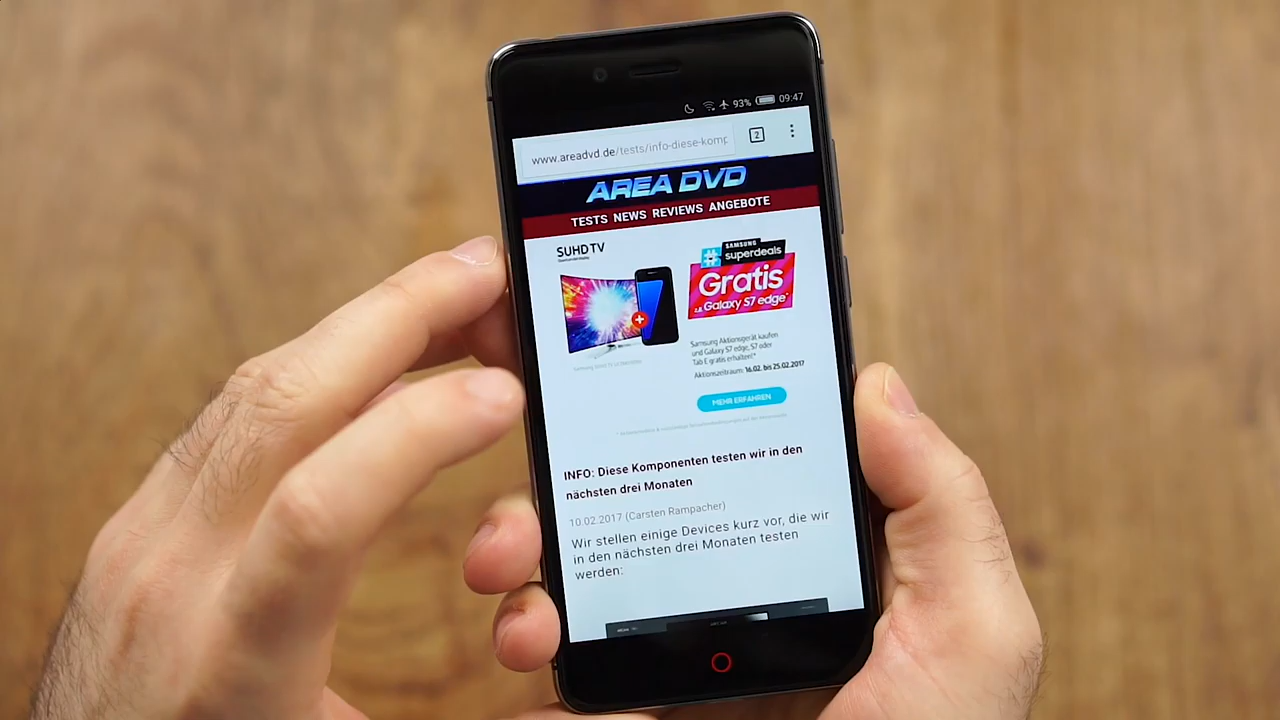 93% 09:47
www.areadvd.de/tests/info-diese-komp
2
AREA DVD
TESTS NEWS REVIEWS ANGEBOTE
SUHD TV
SAMSUNG
# superdeals
Gratis
z.B. Galaxy S7 edge*
Samsung Aktionsgerät kaufen
und Galaxy S7 edge, S7 oder
Tab E gratis erhalten!*
Aktionszeitraum: 16.02. bis 25.02.2017
MEHR ERFAHREN
INFO: Diese Komponenten testen wir in den
nächsten drei Monaten
10.02.2017 (Carsten Rampacher)
Wir stellen einige Devices kurz vor, die wir
in den nächsten drei Monaten testen
werden: